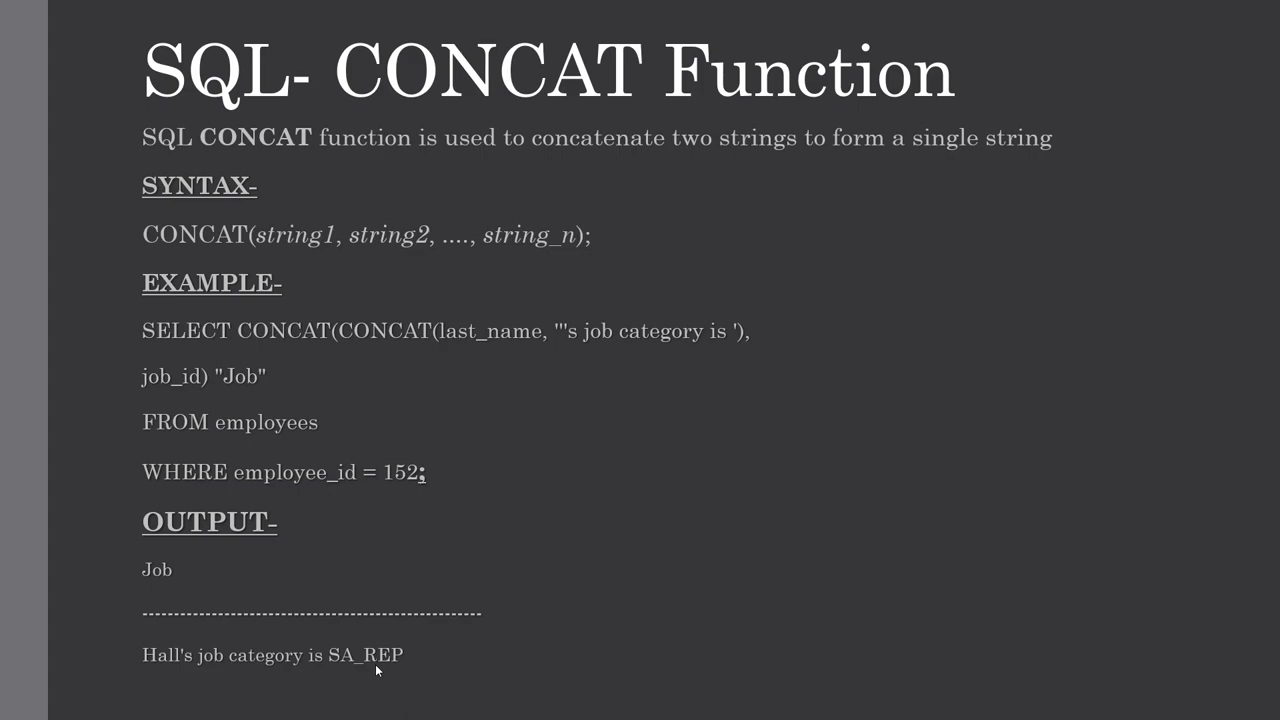 SQL- CONCAT Function
SQL CONCAT function is used to concatenate two strings to form a single string
SYNTAX-
CONCAT(string1, string2, ...., string_n);
EXAMPLE-
SELECT CONCAT(CONCAT(last_name, '''s job category is '),
job_id) "Job"
FROM employees
WHERE employee_id = 152;
OUTPUT-
Job
------------------------------------------------------
Hall's job category is SA_REP